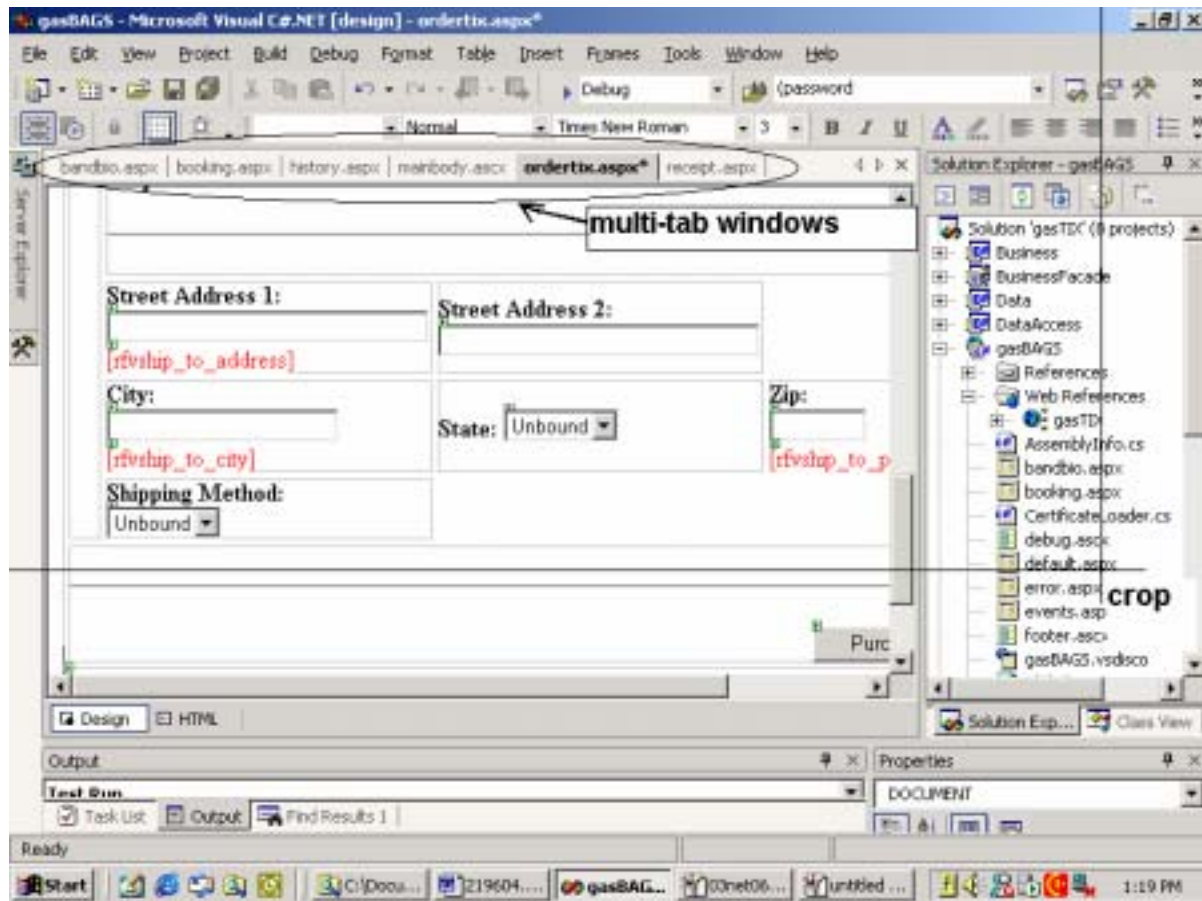 gasBAGS - Microsoft Visual C#.NET [design] - ordertix.aspx*
File Edit View Project Build Debug Format Table Insert Frames Tools Window Help
Debug (password
Normal Times New Roman 3 B I U
bandbio.aspx booking.aspx history.aspx mainbody.ascx ordertix.aspx* receipt.aspx
Solution Explorer - gasBAGS
Server Explorer
multi-tab windows
Street Address 1:
Street Address 2:
[rfvship_to_address]
City:
State: Unbound
Zip:
[rfvship_to_city]
[rfvship_to_p
Shipping Method:
Unbound
Purc
Design HTML
Solution 'gasTIX' (8 projects)
Business
BusinessFacade
Data
DataAccess
gasBAGS
References
Web References
gasTIX
AssemblyInfo.cs
bandbio.aspx
booking.aspx
CertificateLoader.cs
debug.ascx
default.aspx
error.aspx
crop
events.asp
footer.ascx
gasBAGS.vsdisco
Solution Exp... Class View
Output
Test Run
Task List Output Find Results 1
Properties
DOCUMENT
Ready
Start C:\Docu... 219604.... gasBAG... 03net06... untitled ... 1:19 PM